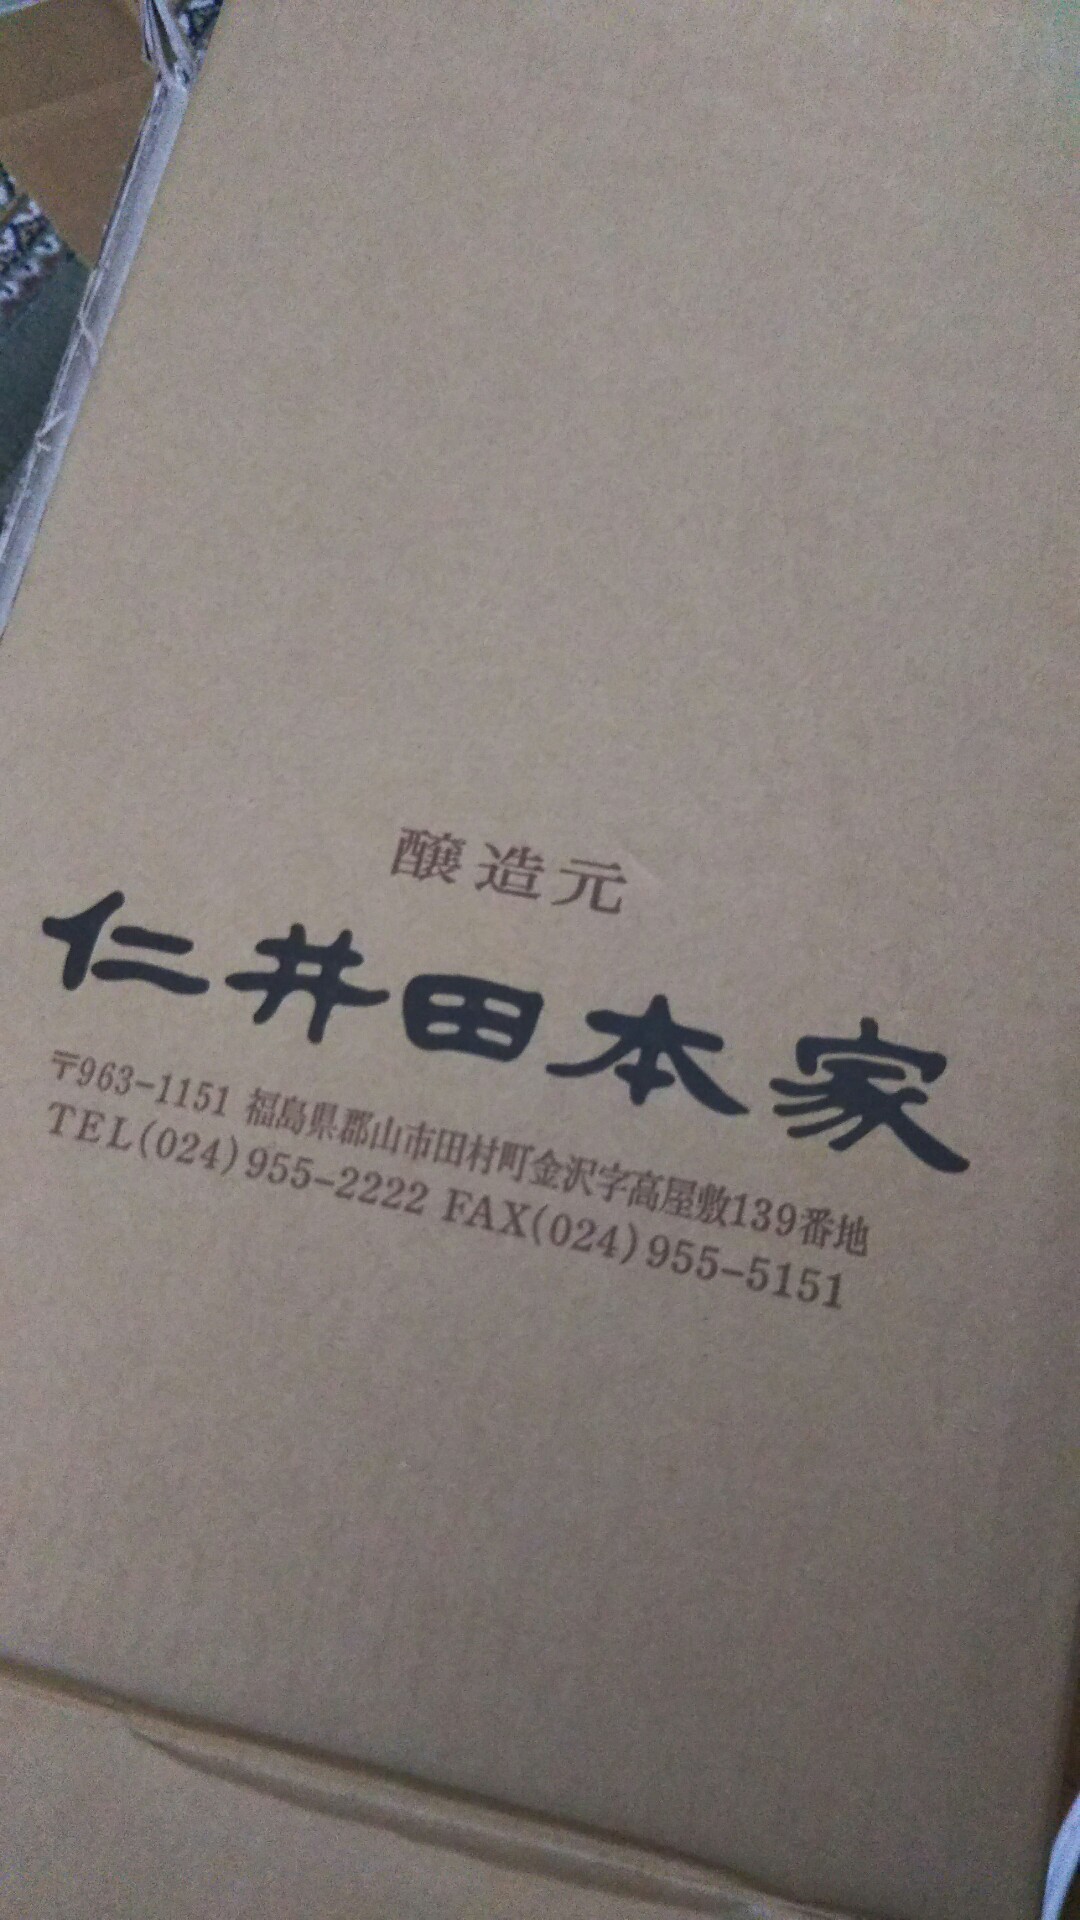 醸造元
仁井田本家
〒963-1151 福島県郡山市田村町金沢字髙屋敷139番地
TEL(024)955-2222 FAX(024)955-5151